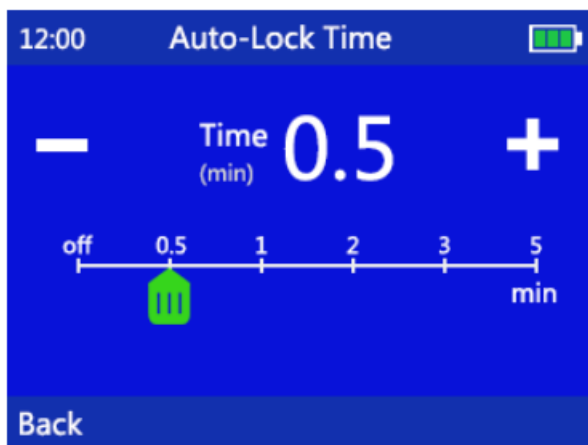 12:00 Auto-Lock Time
− Time 0.5 +
(min)
off 0.5 1 2 3 5
min
Back